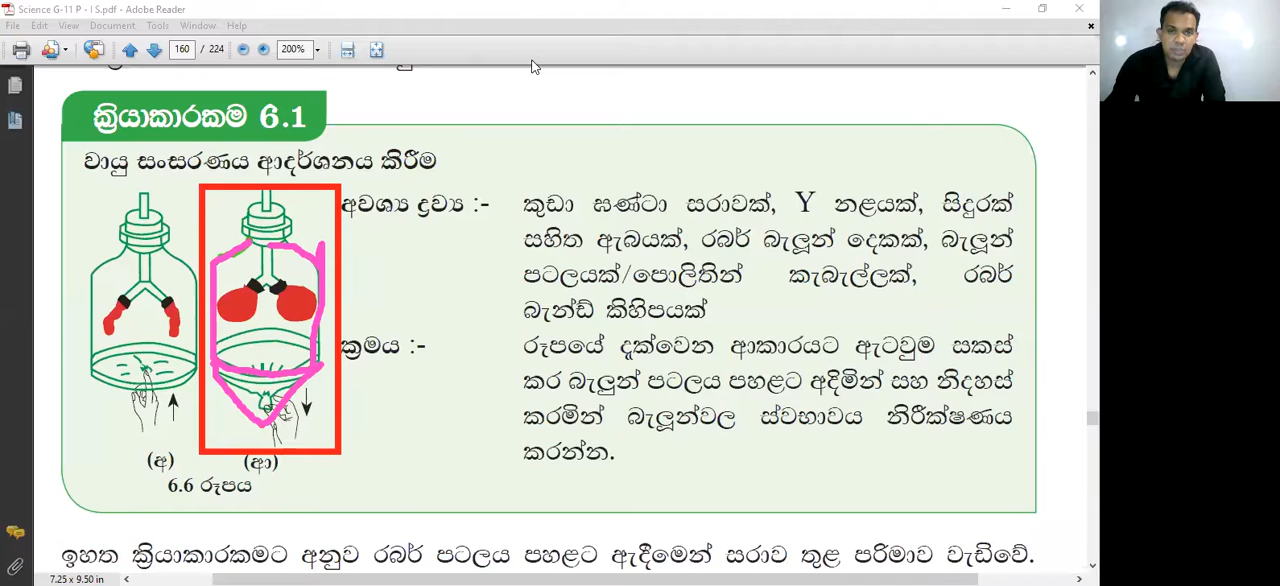 Science G-11 P - I S.pdf - Adobe Reader
File Edit View Document Tools Window Help
160 / 224 200%
ක්‍රියාකාරකම 6.1
වායු සංසරණය ආදර්ශනය කිරීම
අවශ්‍ය ද්‍රව්‍ය :- කුඩා ඝණ්ටා සරාවක්, Y නළයක්, සිදුරක්
සහිත ඇබයක්, රබර් බැලූන් දෙකක්, බැලූන්
පටලයක්/පොලිතින් කැබැල්ලක්, රබර්
බැන්ඩ් කිහිපයක්
ක්‍රමය :- රූපයේ දැක්වෙන ආකාරයට ඇටවුම සකස්
කර බැලුන් පටලය පහළට අදිමින් සහ නිදහස්
කරමින් බැලූන්වල ස්වභාවය නිරීක්ෂණය
කරන්න.
(අ) (ආ)
6.6 රූපය
ඉහත ක්‍රියාකාරකමට අනුව රබර් පටලය පහළට ඇදීමෙන් සරාව තුළ පරිමාව වැඩිවේ.
7.25 x 9.50 in